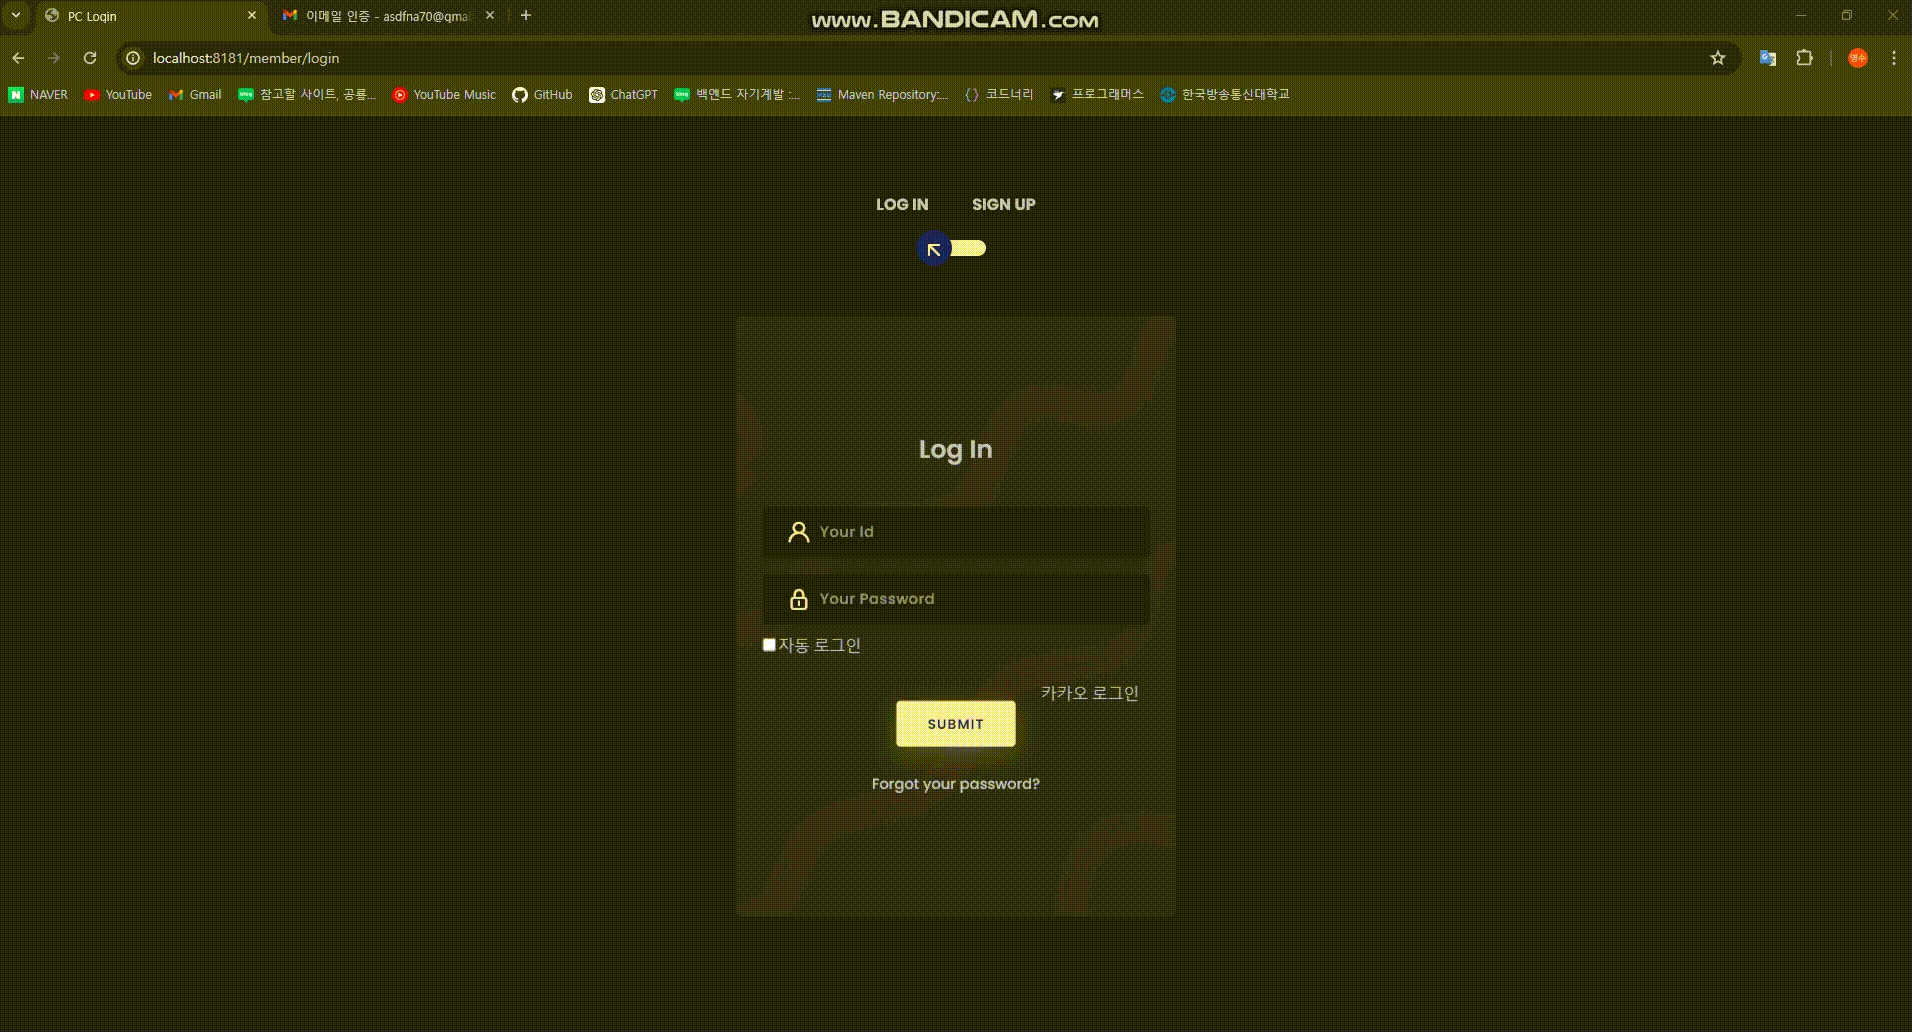 PC Login
이메일 인증 - asdfna70@gmai
www.BANDICAM.com
localhost:8181/member/login
영수
NAVER
YouTube
Gmail
참고할 사이트, 공룡...
YouTube Music
GitHub
ChatGPT
백앤드 자기계발 :...
Maven Repository:...
코드너리
프로그래머스
한국방송통신대학교
LOG IN
SIGN UP
Log In
Your Id
Your Password
자동 로그인
카카오 로그인
SUBMIT
Forgot your password?